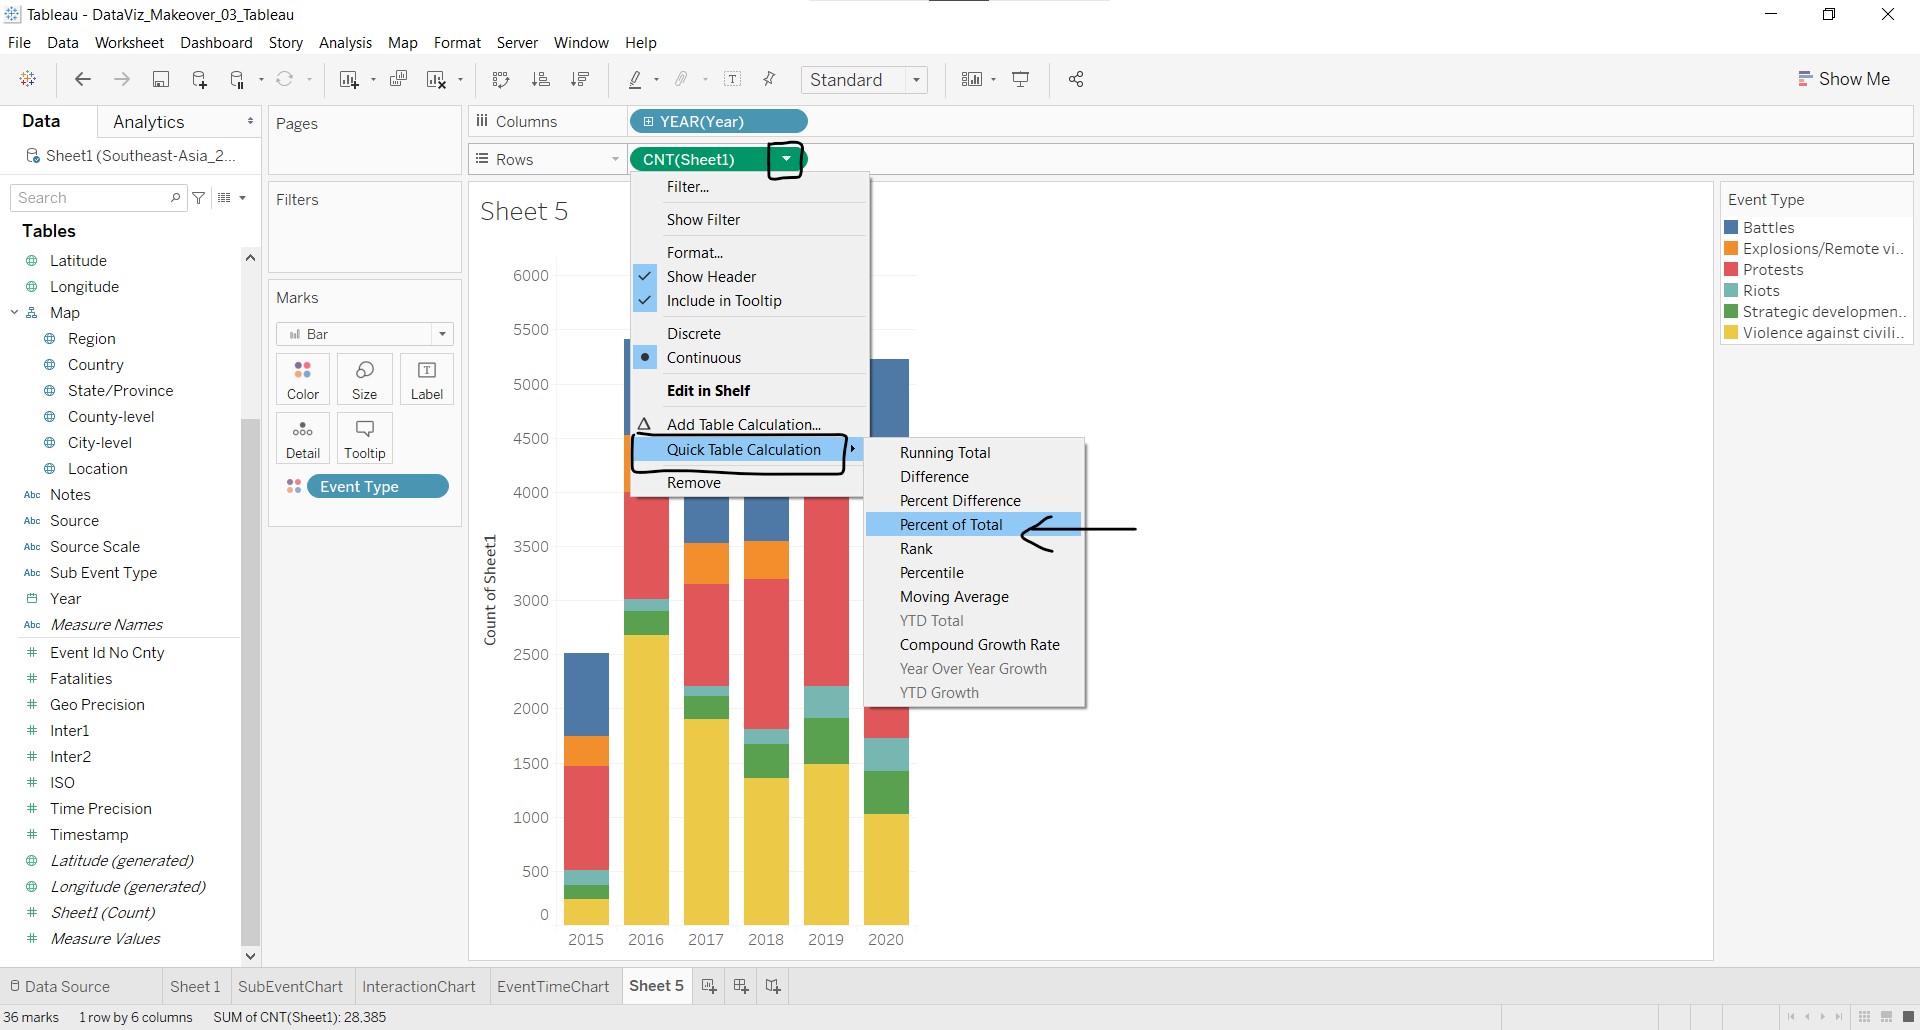 Tableau - DataViz_Makeover_03_Tableau
File Data Worksheet Dashboard Story Analysis Map Format Server Window Help
Standard
Show Me
Data Analytics
Sheet1 (Southeast-Asia_2...
Search
Tables
Latitude
Longitude
Map
Region
Country
State/Province
County-level
City-level
Location
Abc Notes
Abc Source
Abc Source Scale
Abc Sub Event Type
Year
Abc Measure Names
# Event Id No Cnty
# Fatalities
# Geo Precision
# Inter1
# Inter2
# ISO
# Time Precision
# Timestamp
Latitude (generated)
Longitude (generated)
# Sheet1 (Count)
# Measure Values
Pages
Filters
Marks
Bar
Color Size Label
Detail Tooltip
Event Type
Columns YEAR(Year)
Rows CNT(Sheet1)
Sheet 5
Filter...
Show Filter
Format...
Show Header
Include in Tooltip
Discrete
Continuous
Edit in Shelf
Add Table Calculation...
Quick Table Calculation
Remove
Running Total
Difference
Percent Difference
Percent of Total
Rank
Percentile
Moving Average
YTD Total
Compound Growth Rate
Year Over Year Growth
YTD Growth
Count of Sheet1
6000
5500
5000
4500
4000
3500
3000
2500
2000
1500
1000
500
0
2015 2016 2017 2018 2019 2020
Event Type
Battles
Explosions/Remote vi..
Protests
Riots
Strategic developmen..
Violence against civili..
Data Source Sheet 1 SubEventChart InteractionChart EventTimeChart Sheet 5
36 marks 1 row by 6 columns SUM of CNT(Sheet1): 28,385